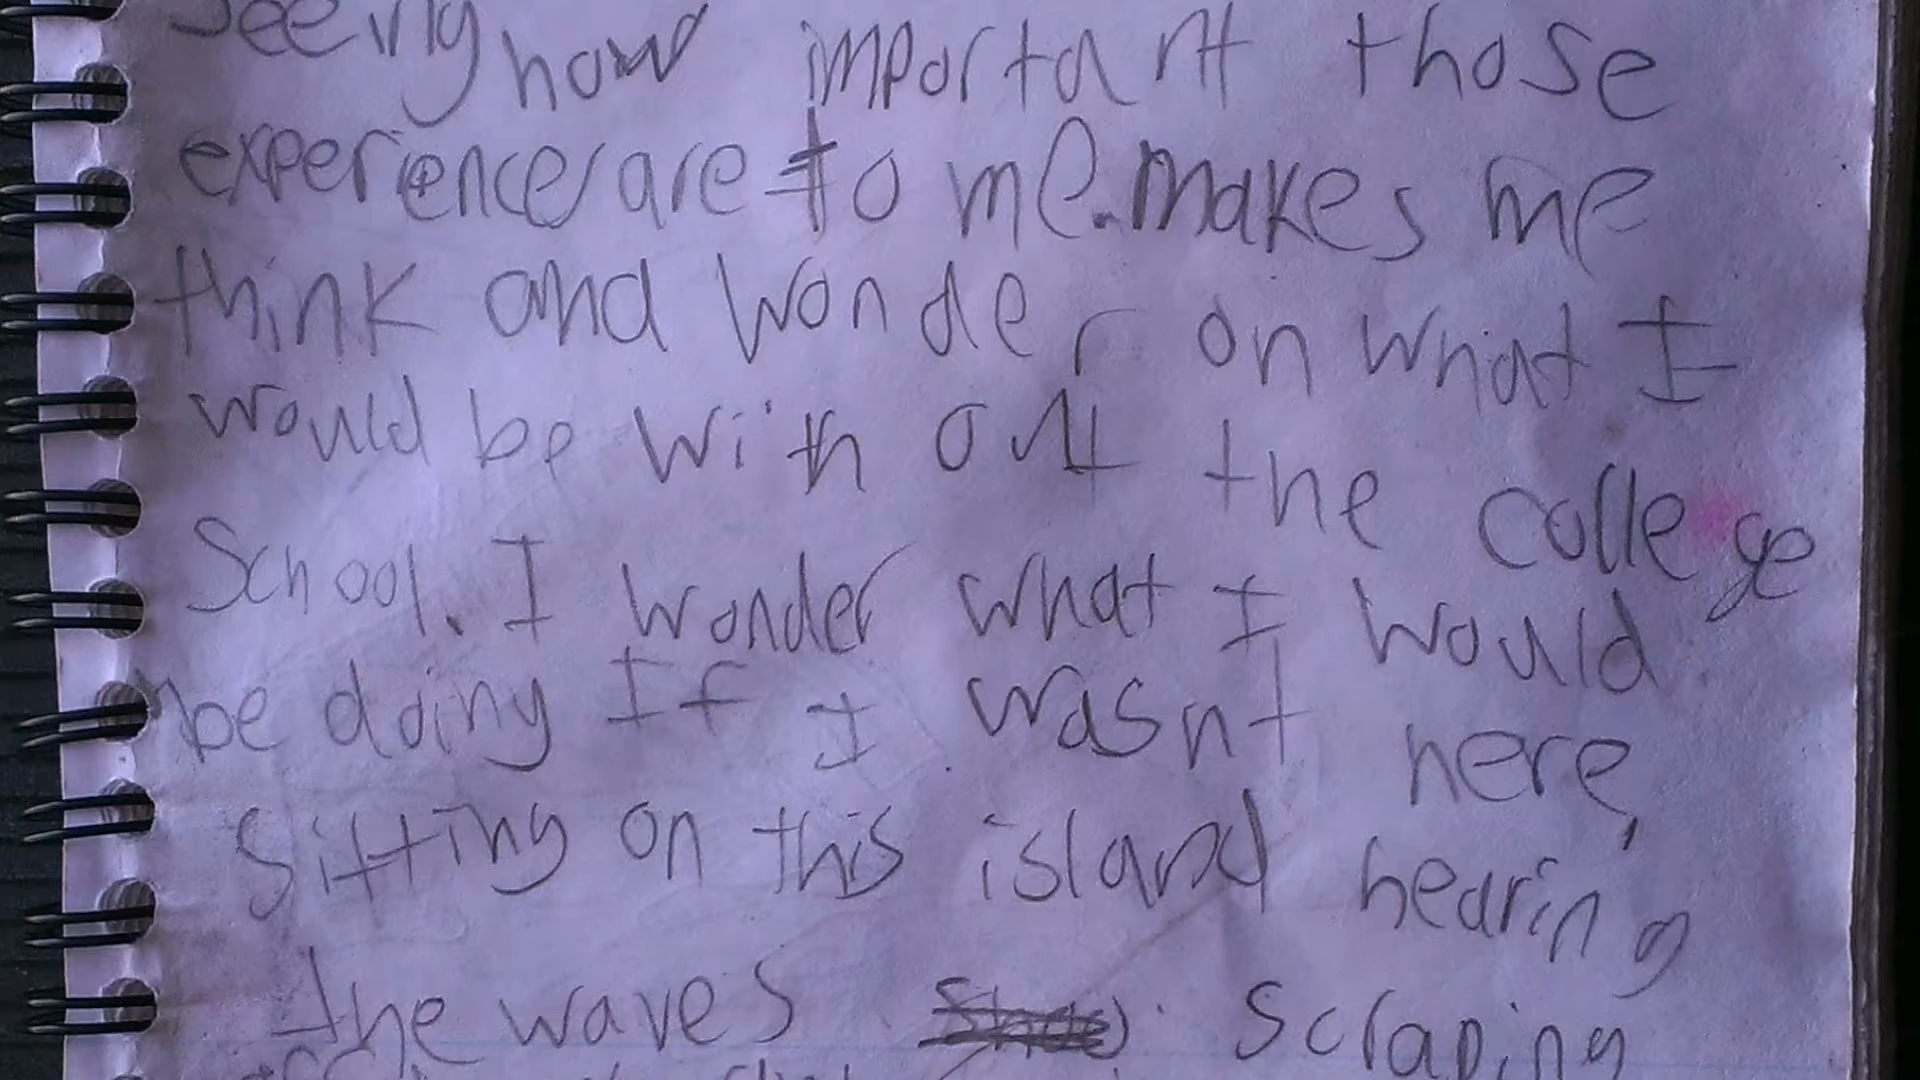 Seeing how important those
experience are to me. makes me
think and wonder on what I
would be with out the college
School. I wonder what I would
be doing If I wasnt here,
Sitting on this island hearing
the waves scraping